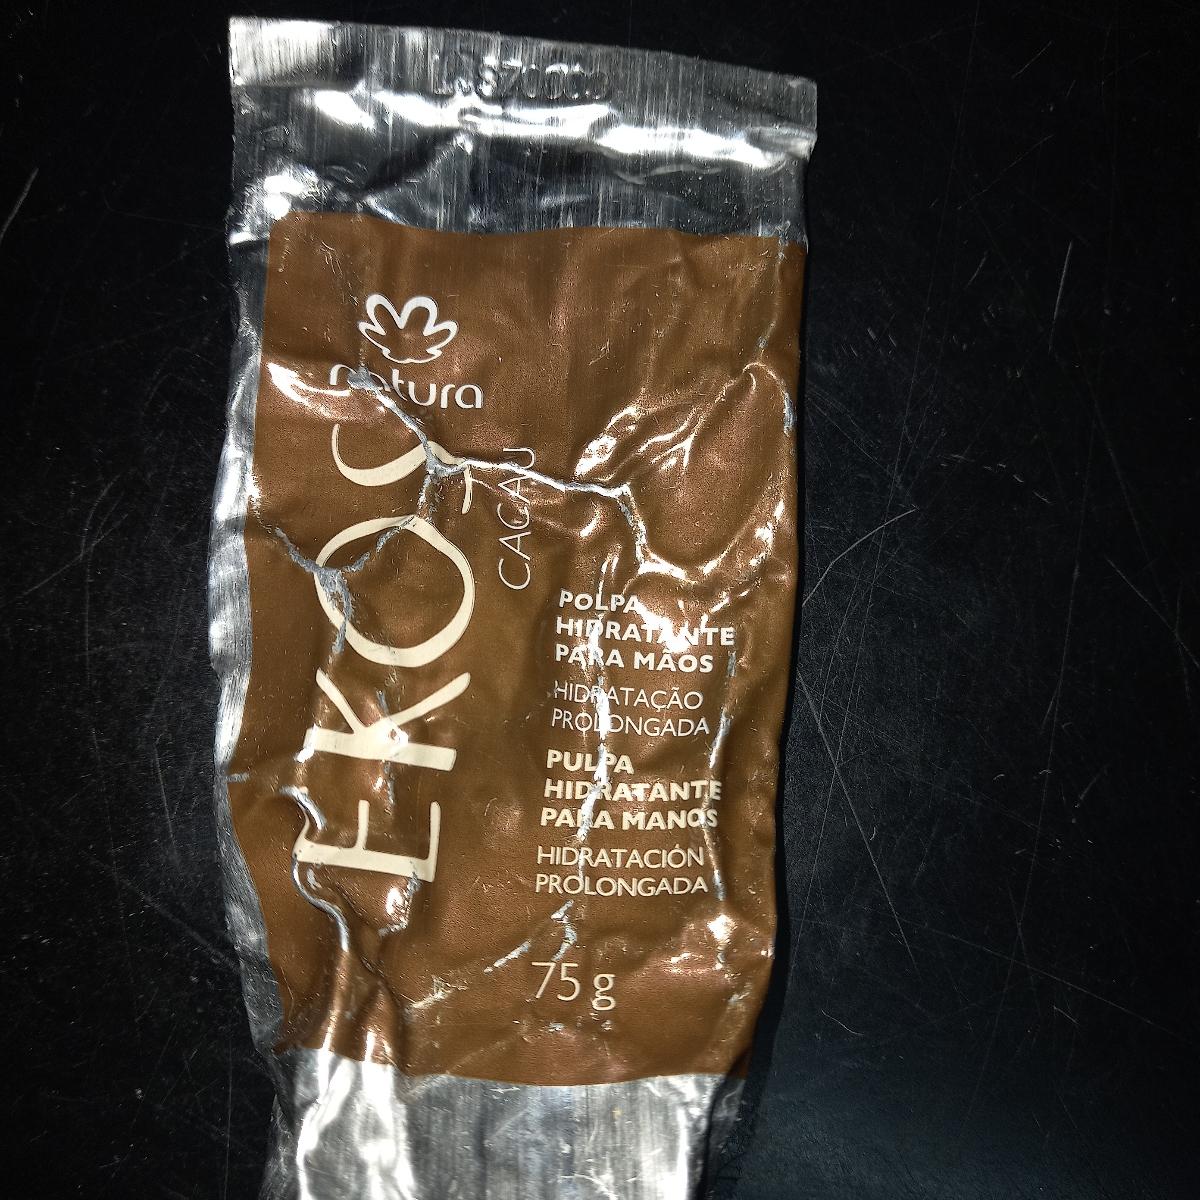 natura
EKOS
CACAU
POLPA
HIDRATANTE
PARA MÃOS
HIDRATAÇÃO
PROLONGADA
PULPA
HIDRATANTE
PARA MANOS
HIDRATACIÓN
PROLONGADA
75 g